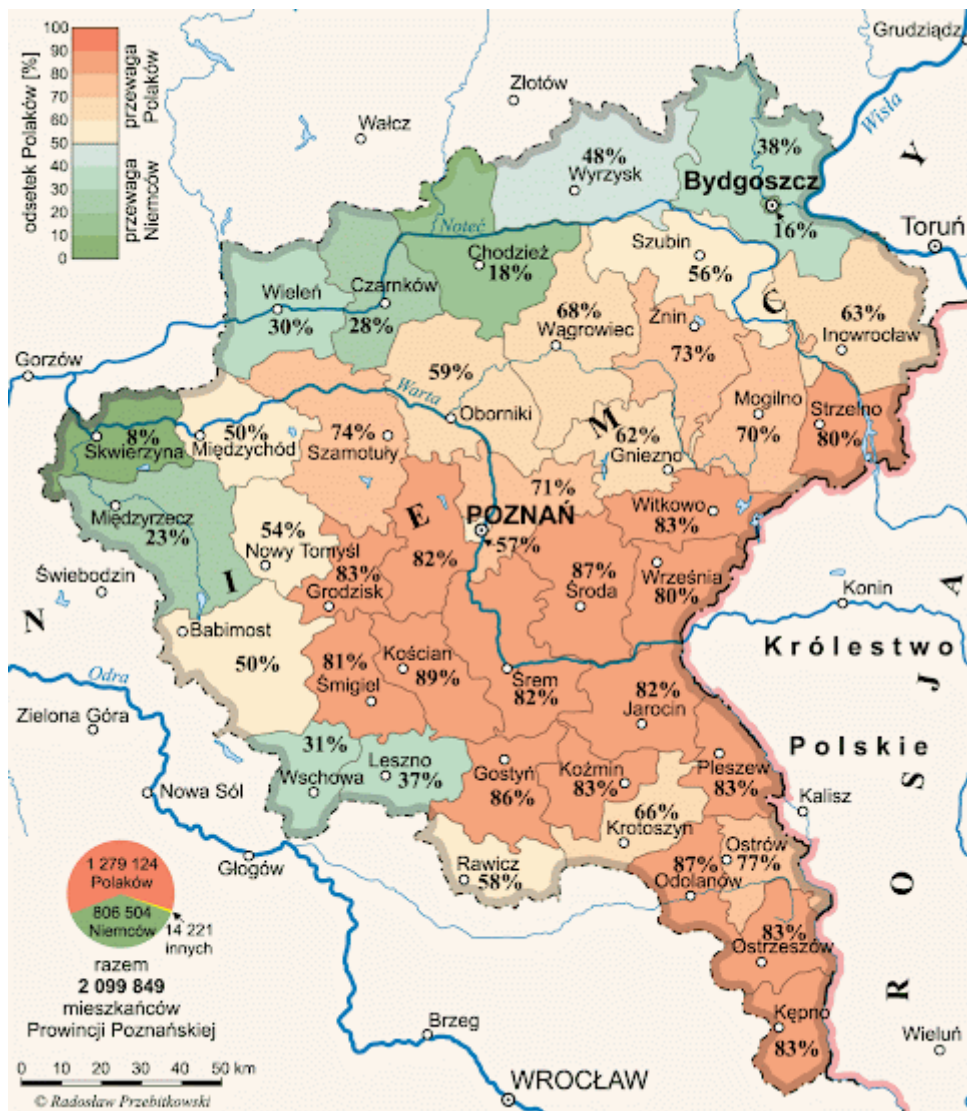 100
90
80
70
60
50
40
30
20
10
0
odsetek Polaków [%]
przewaga
Polaków
przewaga
Niemców
Grudziądz
Złotów
Wisła
Wałcz
38%
48%
Wyrzysk
Bydgoszcz
16%
Toruń
Noteć
Szubin
56%
Chodzież
18%
Czarnków
28%
Wieleń
30%
68%
Wągrowiec
Żnin
73%
63%
Inowrocław
Gorzów
59%
Warta
Oborniki
Mogilno
70%
Strzelno
80%
8%
Skwierzyna
50%
Międzychód
74%
Szamotuły
62%
Gniezno
71%
Witkowo
83%
Międzyrzecz
23%
54%
Nowy Tomyśl
POZNAŃ
57%
82%
83%
Grodzisk
87%
Środa
Września
80%
Świebodzin
Konin
Babimost
50%
Królestwo
Polskie
81%
Śmigiel
Kościan
89%
Śrem
82%
82%
Jarocin
Odra
Zielona Góra
31%
Wschowa
Leszno
37%
Gostyń
86%
Koźmin
83%
Pleszew
83%
Nowa Sól
Kalisz
66%
Krotoszyn
Ostrów
77%
Głogów
Rawicz
58%
87%
Odolanów
83%
Ostrzeszów
Kępno
83%
Wieluń
Brzeg
WROCŁAW
N I E M C Y
R O S J A
1 279 124
Polaków
806 504
Niemców
14 221
innych
razem
2 099 849
mieszkańców
Prowincji Poznańskiej
0 10 20 30 40 50 km
© Radosław Przebitkowski